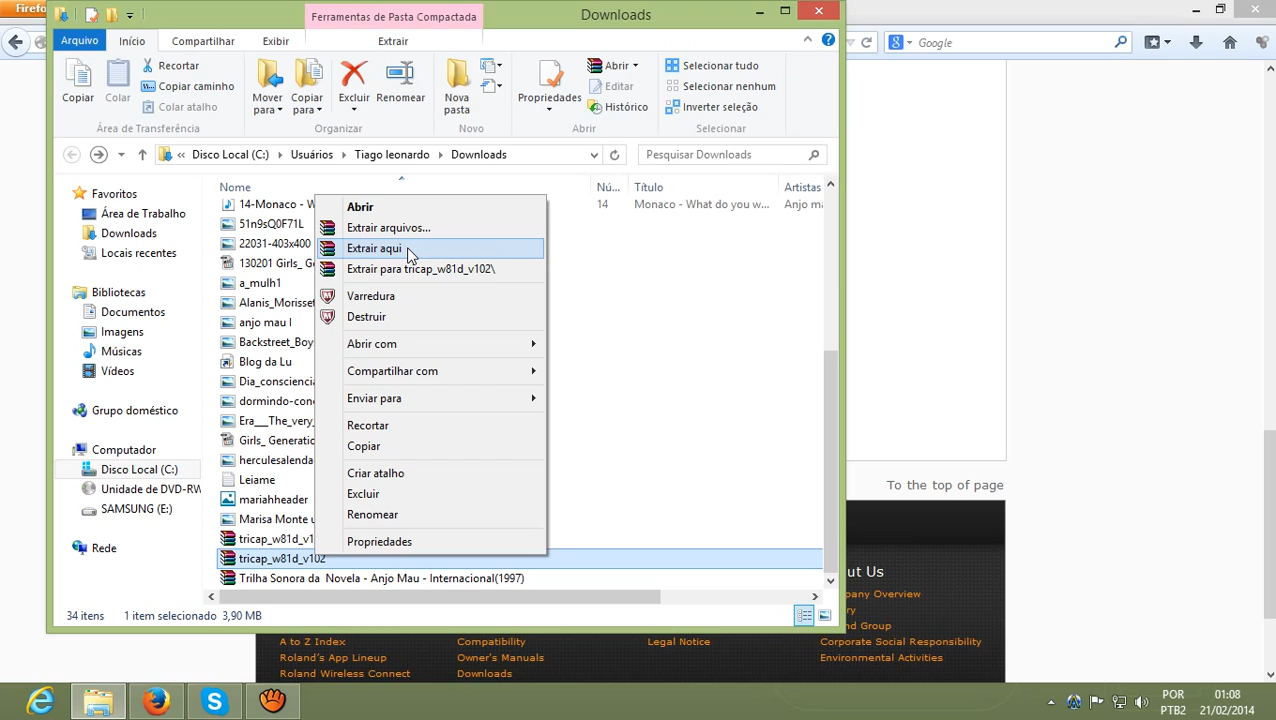 Firefo
Ferramentas de Pasta Compactada
Downloads
Arquivo Início Compartilhar Exibir Extrair
Google
Copiar
Colar
Recortar
Copiar caminho
Colar atalho
Área de Transferência
Mover para
Copiar para
Excluir
Renomear
Organizar
Nova pasta
Novo
Propriedades
Abrir
Editar
Histórico
Abrir
Selecionar tudo
Selecionar nenhum
Inverter seleção
Selecionar
« Disco Local (C:) Usuários Tiago leonardo Downloads
Pesquisar Downloads
Favoritos
Área de Trabalho
Downloads
Locais recentes
Bibliotecas
Documentos
Imagens
Músicas
Vídeos
Grupo doméstico
Computador
Disco Local (C:)
Unidade de DVD-RW
SAMSUNG (E:)
Rede
Nome Nú... Título Artistas
14-Monaco - W 14 Monaco - What do you w... Anjo ma
51n9sQ0F71L
22031-403x400
130201 Girls_ G
a_mulh1
Alanis_Morisset
anjo mau I
Backstreet_Boy
Blog da Lu
Dia_conscienci
dormindo-con
Era___The_very_
Girls_ Generatio
herculesalenda
Leiame
mariahheader
Marisa Monte u
tricap_w81d_v1
tricap_w81d_v102
Trilha Sonora da Novela - Anjo Mau - Internacional(1997)
Abrir
Extrair arquivos...
Extrair aqui
Extrair para tricap_w81d_v102\
Varredura
Destruir
Abrir com
Compartilhar com
Enviar para
Recortar
Copiar
Criar atalho
Excluir
Renomear
Propriedades
34 itens 1 item selecionado 3,90 MB
To the top of page
ut Us
pany Overview
ry
nd Group
Corporate Social Responsibility
Environmental Activities
A to Z Index
Roland's App Lineup
Roland Wireless Connect
Compatibility
Owner's Manuals
Downloads
Legal Notice
POR
PTB2
01:08
21/02/2014